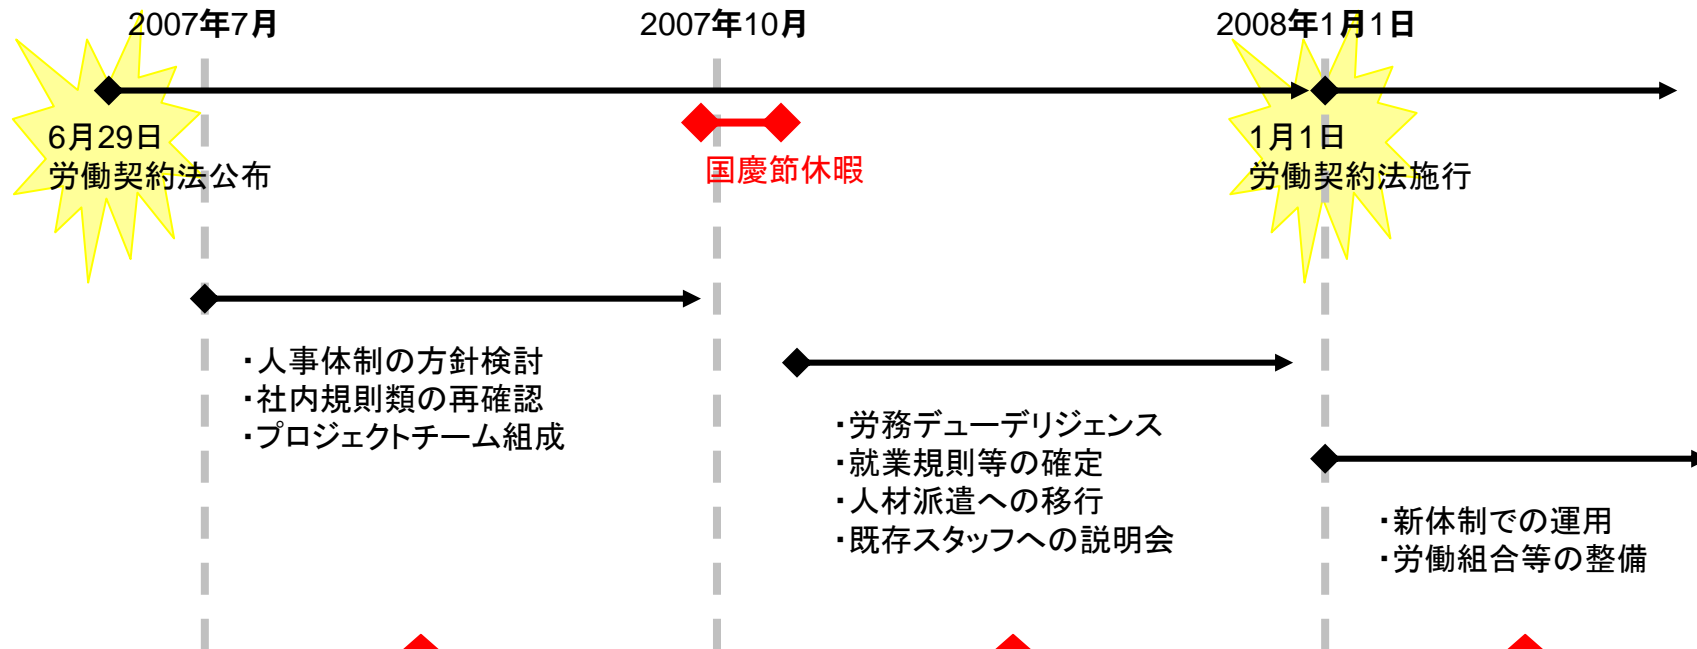 2007年7月
2007年10月
2008年1月1日
6月29日
労働契約法公布
国慶節休暇
1月1日
労働契約法施行
・人事体制の方針検討
・社内規則類の再確認
・プロジェクトチーム組成
・労務デューデリジェンス
・就業規則等の確定
・人材派遣への移行
・既存スタッフへの説明会
・新体制での運用
・労働組合等の整備